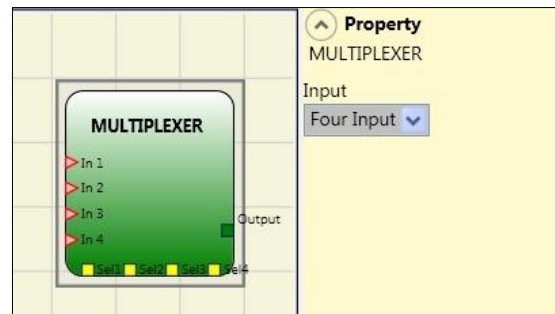 Property
MULTIPLEXER
Input
Four Input
MULTIPLEXER
In 1
In 2
In 3
In 4
Output
Sel1 Sel2 Sel3 Sel4